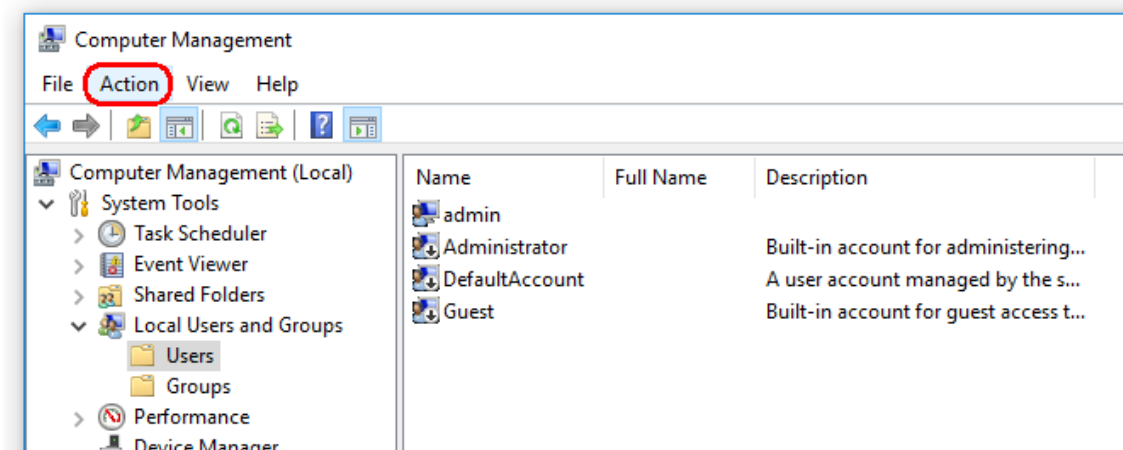 Computer Management
File Action View Help
Computer Management (Local)
System Tools
Task Scheduler
Event Viewer
Shared Folders
Local Users and Groups
Users
Groups
Performance
Device Manager
Name Full Name Description
admin
Administrator Built-in account for administering...
DefaultAccount A user account managed by the s...
Guest Built-in account for guest access t...